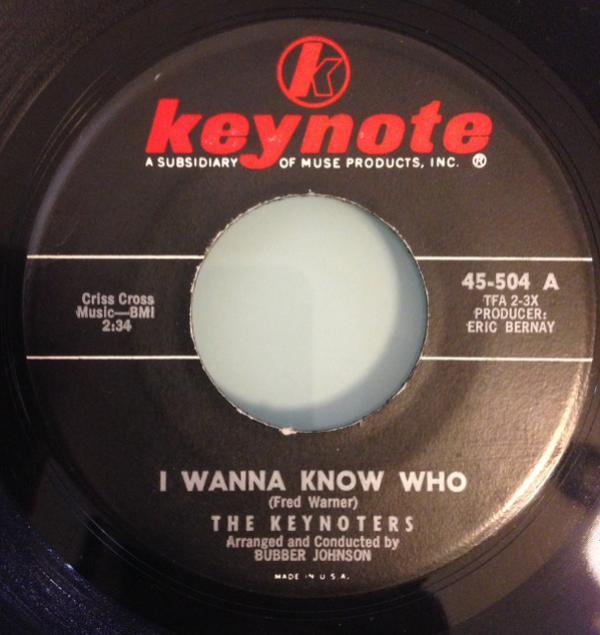 k
keynote
A SUBSIDIARY OF MUSE PRODUCTS, INC. ®
Criss Cross
Music—BMI
2:34
45-504 A
TFA 2-3X
PRODUCER:
ERIC BERNAY
I WANNA KNOW WHO
(Fred Warner)
THE KEYNOTERS
Arranged and Conducted by
BUBBER JOHNSON
MADE IN U.S.A.